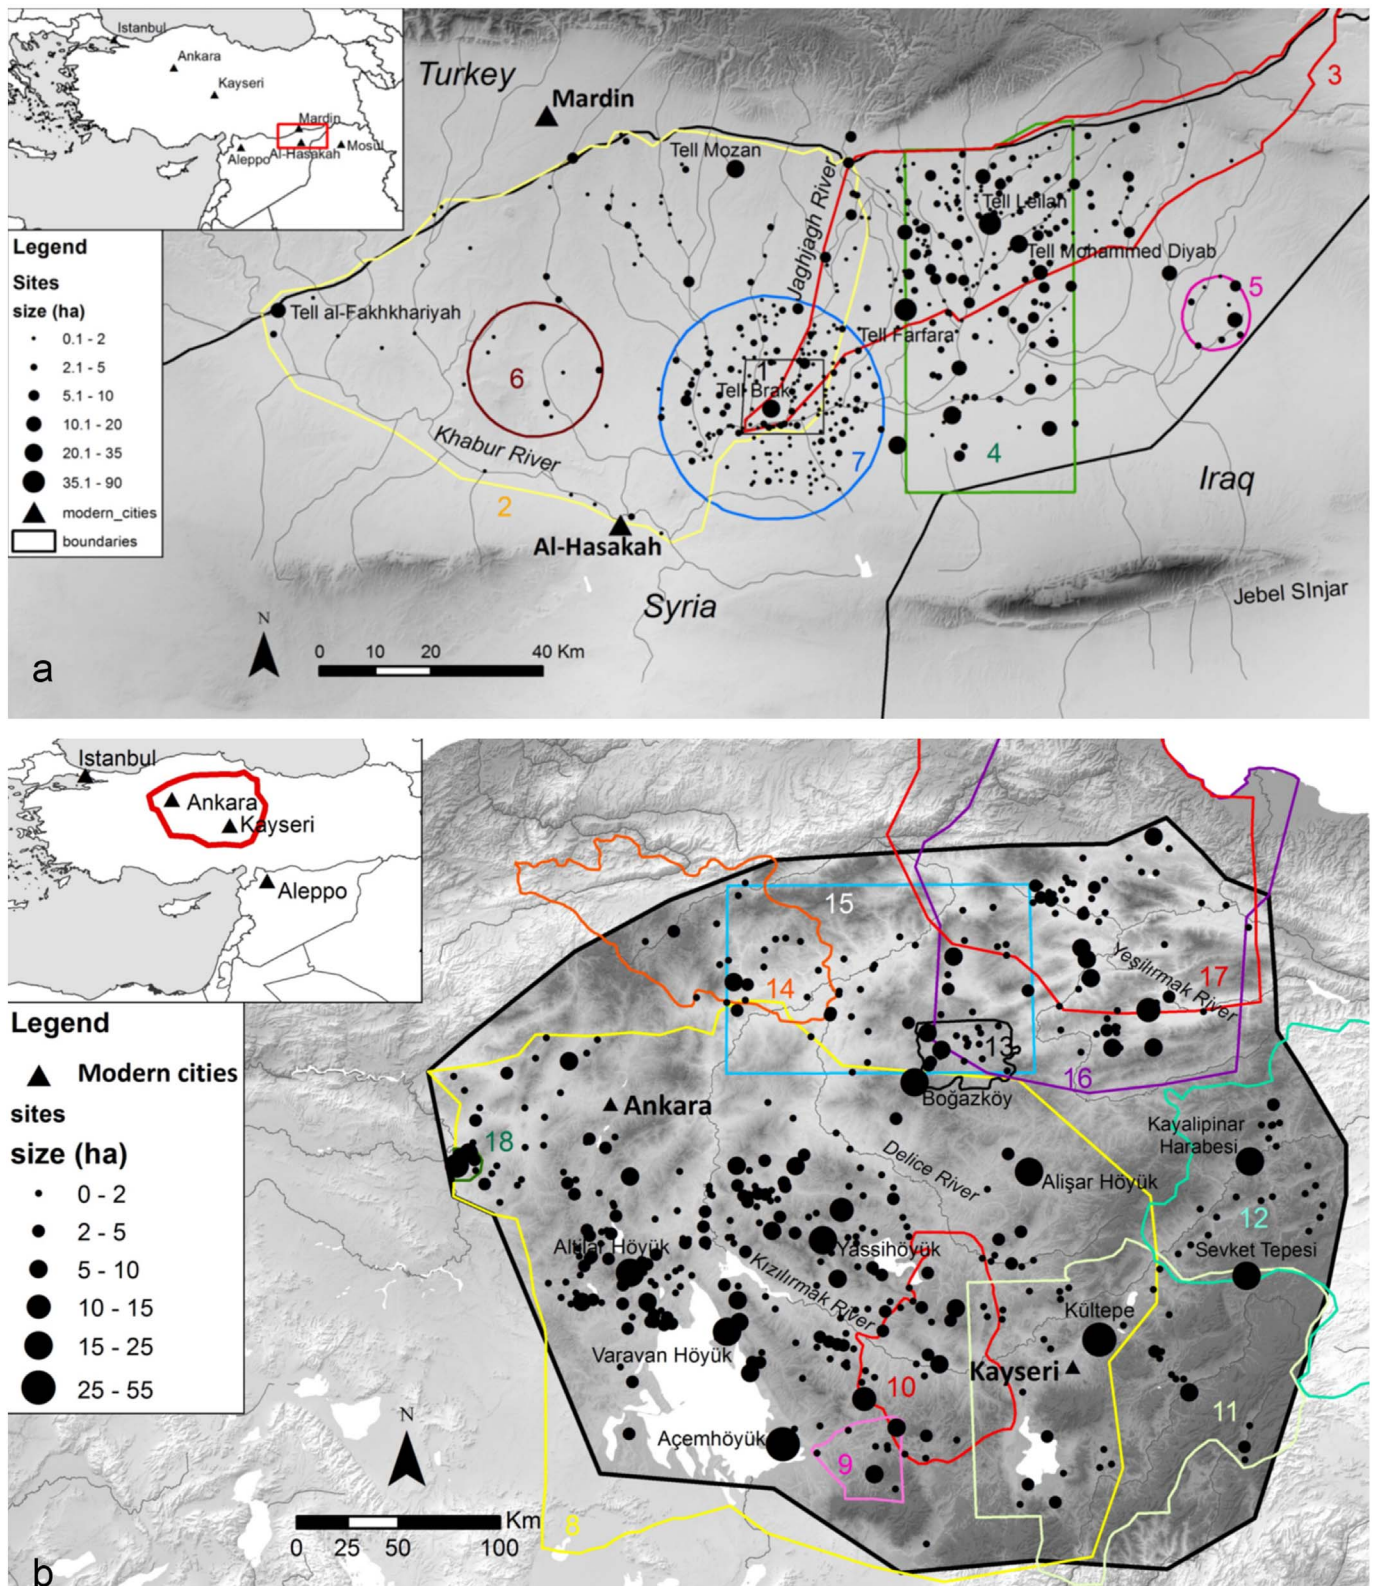 Istanbul
Ankara
Kayseri
Mardin
Aleppo
Al-Hasakah
Mosul
Legend
Sites
size (ha)
0.1 - 2
2.1 - 5
5.1 - 10
10.1 - 20
20.1 - 35
35.1 - 90
modern_cities
boundaries
Turkey
Mardin
3
Tell Mozan
Jaghjagh River
Tell Leilan
Tell Mohammed Diyab
5
Tell al-Fakhkhariyah
Tell Farfara
6
1
Tell Brak
Khabur River
7
4
2
Iraq
Al-Hasakah
Syria
Jebel SInjar
N
0 10 20 40 Km
a
Istanbul
Ankara
Kayseri
Aleppo
Legend
Modern cities
sites
size (ha)
0 - 2
2 - 5
5 - 10
10 - 15
15 - 25
25 - 55
15
14
Yeşilırmak River
17
13
16
Boğazköy
Ankara
18
Kayalipinar
Harabesi
Delice River
Alişar Höyük
12
Altilar Höyük
Yassihöyük
Sevket Tepesi
Kızılırmak River
Kültepe
Varavan Höyük
Kayseri
10
11
Açemhöyük
9
N
Km
0 25 50 100
8
b